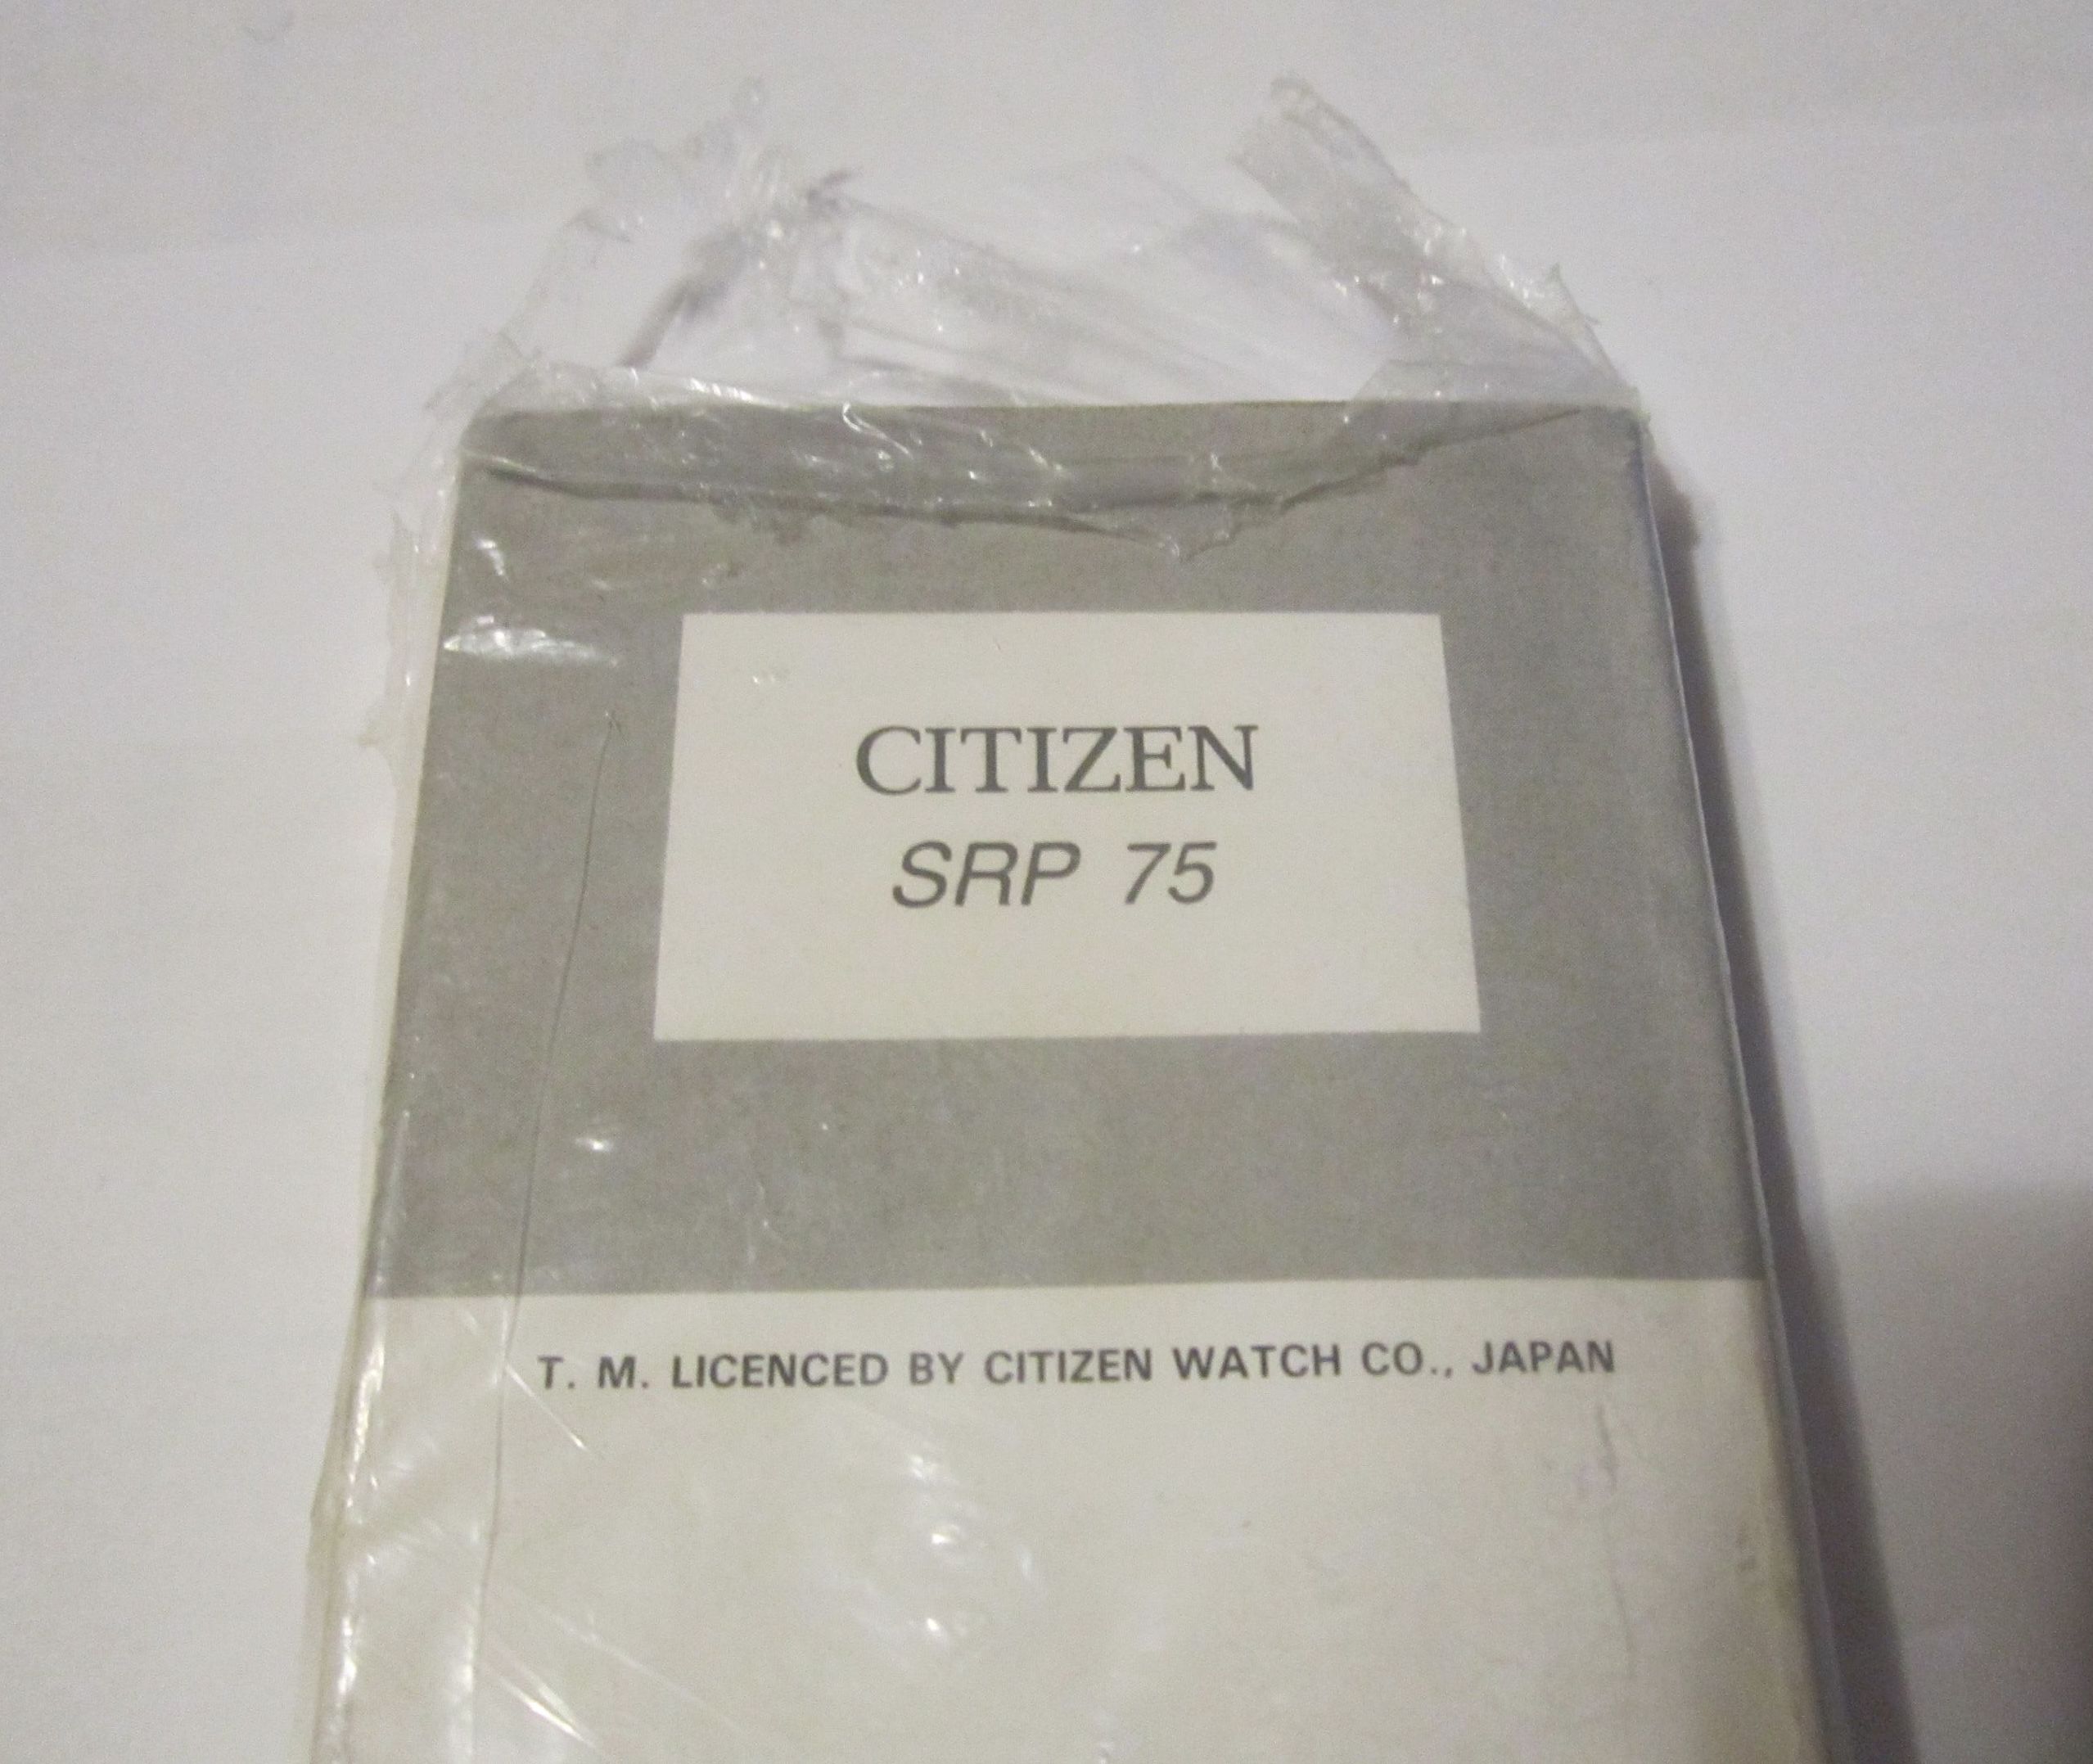 CITIZEN
SRP 75
T. M. LICENCED BY CITIZEN WATCH CO., JAPAN